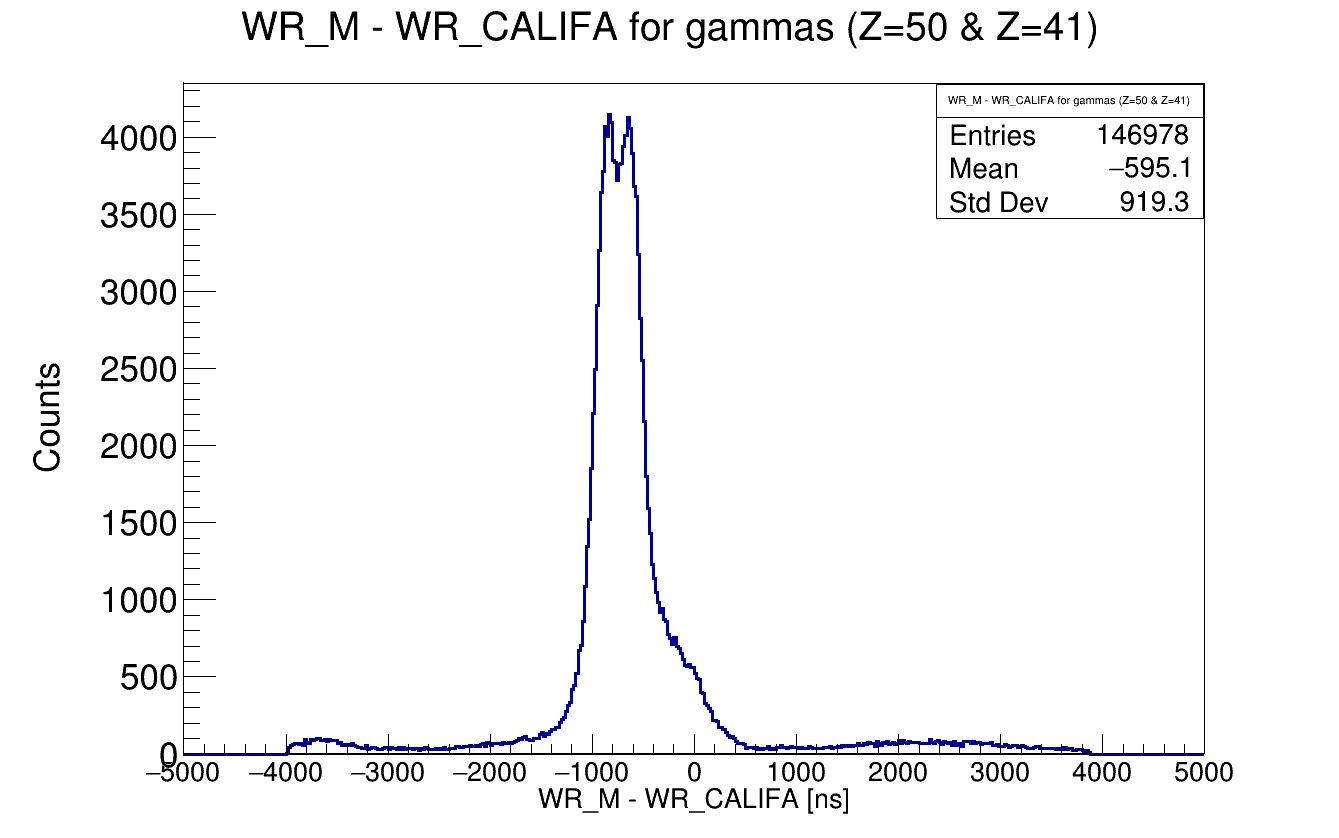 WR_M - WR_CALIFA for gammas (Z=50 & Z=41)
WR_M - WR_CALIFA for gammas (Z=50 & Z=41)
Entries 146978
Mean −595.1
Std Dev 919.3
Counts
4000
3500
3000
2500
2000
1500
1000
500
0
−5000 −4000 −3000 −2000 −1000 0 1000 2000 3000 4000 5000
WR_M - WR_CALIFA [ns]